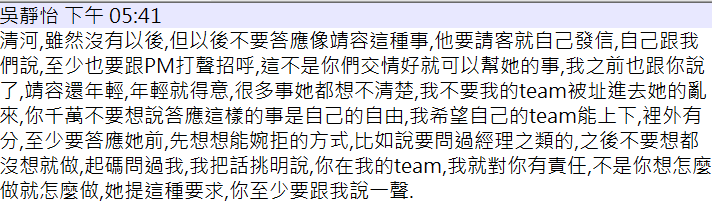 吳靜怡 下午 05:41
清河,雖然沒有以後,但以後不要答應像靖容這種事,他要請客就自己發信,自己跟我
們說,至少也要跟PM打聲招呼,這不是你們交情好就可以幫她的事,我之前也跟你說
了,靖容還年輕,年輕就得意,很多事她都想不清楚,我不要我的team被扯進去她的亂
來,你千萬不要想說答應這樣的事是自己的自由,我希望自己的team能上下,裡外有
分,至少要答應她前,先想想能婉拒的方式,比如說要問過經理之類的,之後不要想都
沒想就做,起碼問過我,我把話挑明說,你在我的team,我就對你有責任,不是你想怎麼
做就怎麼做,她提這種要求,你至少要跟我說一聲.